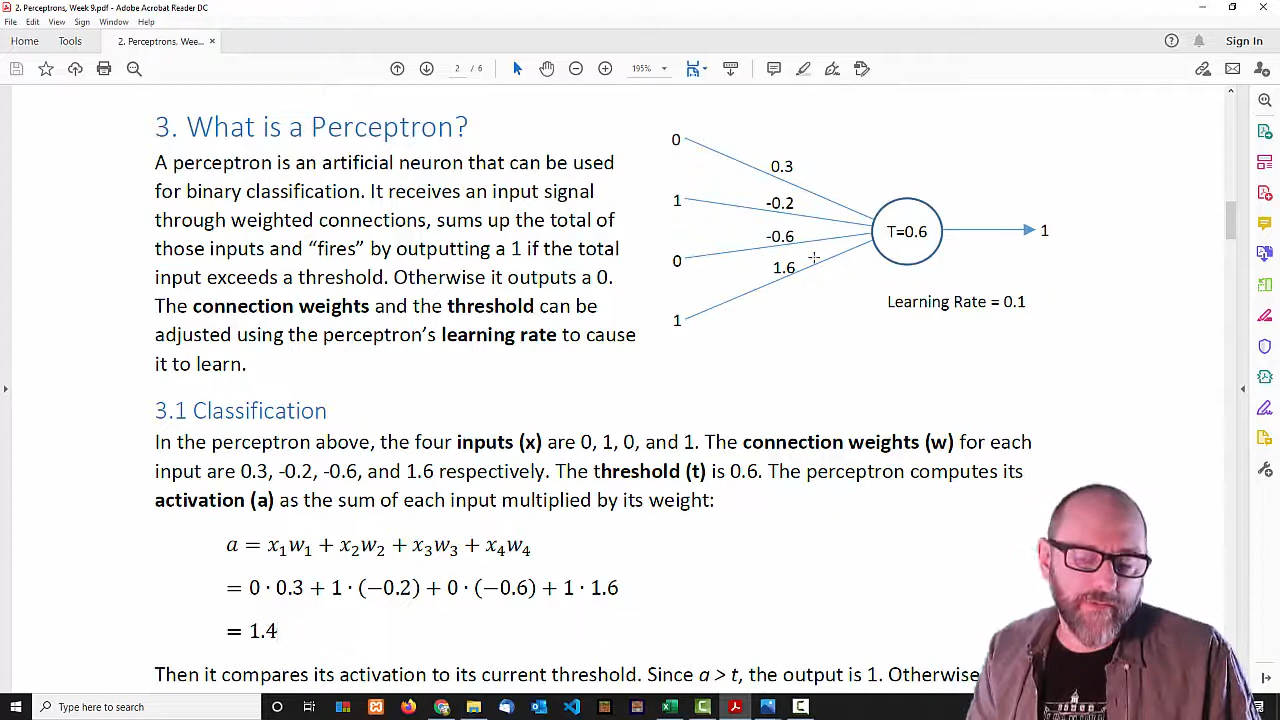 2. Perceptrons, Week 9.pdf - Adobe Acrobat Reader DC
File Edit View Sign Window Help
Home Tools 2. Perceptrons, Wee... × Sign In
2 / 6 195%
3. What is a Perceptron?
A perceptron is an artificial neuron that can be used
for binary classification. It receives an input signal
through weighted connections, sums up the total of
those inputs and “fires” by outputting a 1 if the total
input exceeds a threshold. Otherwise it outputs a 0.
The connection weights and the threshold can be
adjusted using the perceptron’s learning rate to cause
it to learn.
0
0.3
1
-0.2
-0.6
0
1.6
1
T=0.6
1
Learning Rate = 0.1
3.1 Classification
In the perceptron above, the four inputs (x) are 0, 1, 0, and 1. The connection weights (w) for each
input are 0.3, -0.2, -0.6, and 1.6 respectively. The threshold (t) is 0.6. The perceptron computes its
activation (a) as the sum of each input multiplied by its weight:
a = x₁w₁ + x₂w₂ + x₃w₃ + x₄w₄
= 0 · 0.3 + 1 · (−0.2) + 0 · (−0.6) + 1 · 1.6
= 1.4
Then it compares its activation to its current threshold. Since a > t, the output is 1. Otherwise
Type here to search